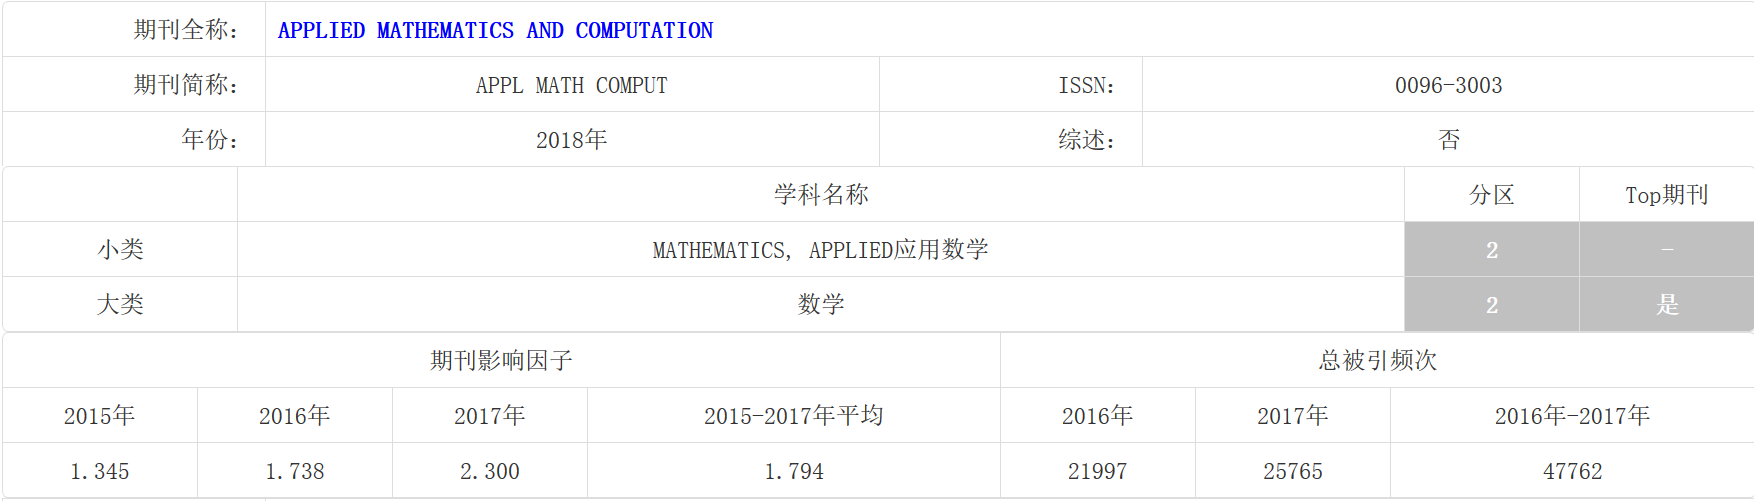 期刊全称: APPLIED MATHEMATICS AND COMPUTATION
期刊简称: APPL MATH COMPUT ISSN: 0096-3003
年份: 2018年 综述: 否
学科名称 分区 Top期刊
小类 MATHEMATICS, APPLIED应用数学 2 -
大类 数学 2 是
期刊影响因子 总被引频次
2015年 2016年 2017年 2015-2017年平均 2016年 2017年 2016年-2017年
1.345 1.738 2.300 1.794 21997 25765 47762